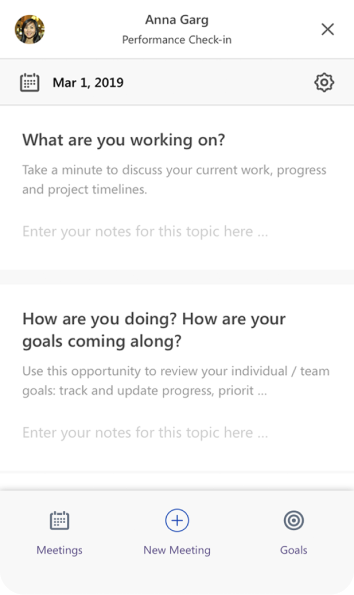 Anna Garg
Performance Check-in
Mar 1, 2019
What are you working on?
Take a minute to discuss your current work, progress
and project timelines.
Enter your notes for this topic here ...
How are you doing? How are your
goals coming along?
Use this opportunity to review your individual / team
goals: track and update progress, priorit ...
Enter your notes for this topic here ...
Meetings
New Meeting
Goals